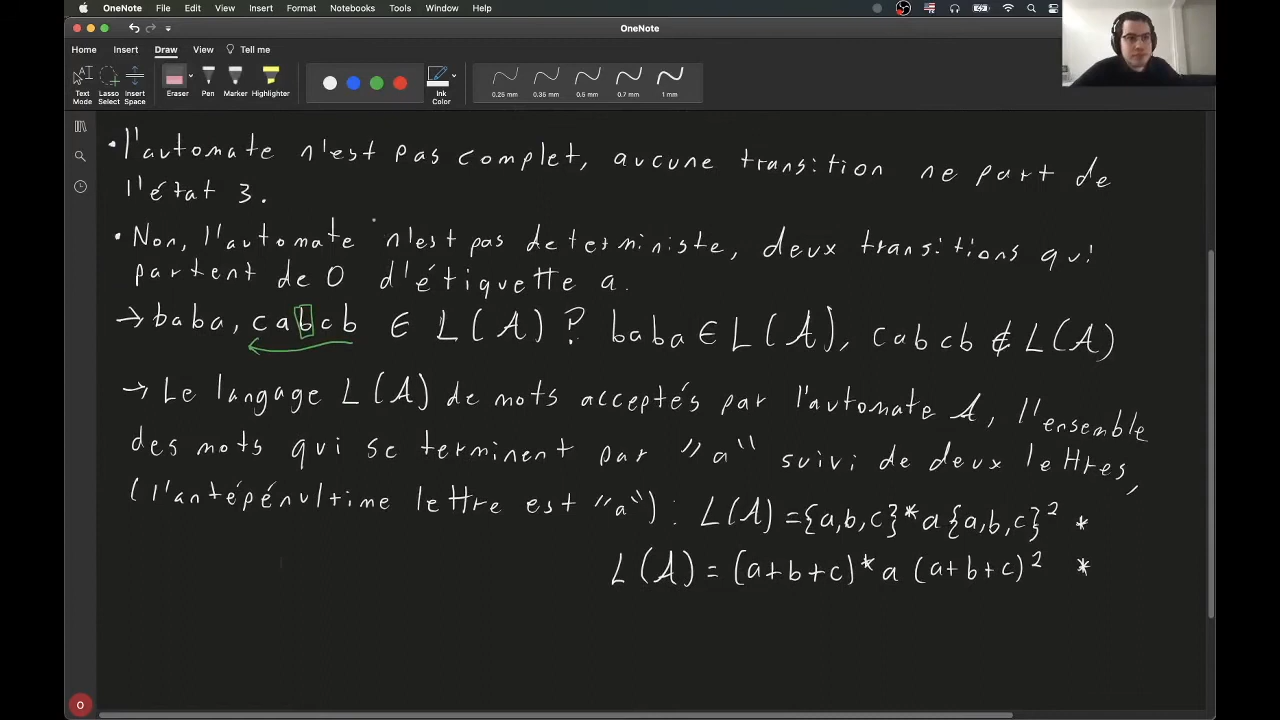 OneNote File Edit View Insert Format Notebooks Tools Window Help
OneNote
Home Insert Draw View Tell me
Text Mode Lasso Select Insert Space Eraser Pen Marker Highlighter Ink Color 0.25 mm 0.35 mm 0.5 mm 0.7 mm 1 mm
• l'automate n'est pas complet, aucune transition ne part de
l'état 3.
• Non, l'automate n'est pas deterministe, deux transitions qui
partent de 0 d'étiquette a.
→ baba, cabcb ∈ L(A) ? baba ∈ L(A), cabcb ∉ L(A)
→ Le langage L(A) de mots acceptés par l'automate A, l'ensemble
des mots qui se terminent par "a" suivi de deux lettres,
(l'antépénultime lettre est "a") : L(A) = {a,b,c}* a {a,b,c}² *
L(A) = (a+b+c)* a (a+b+c)² *
O